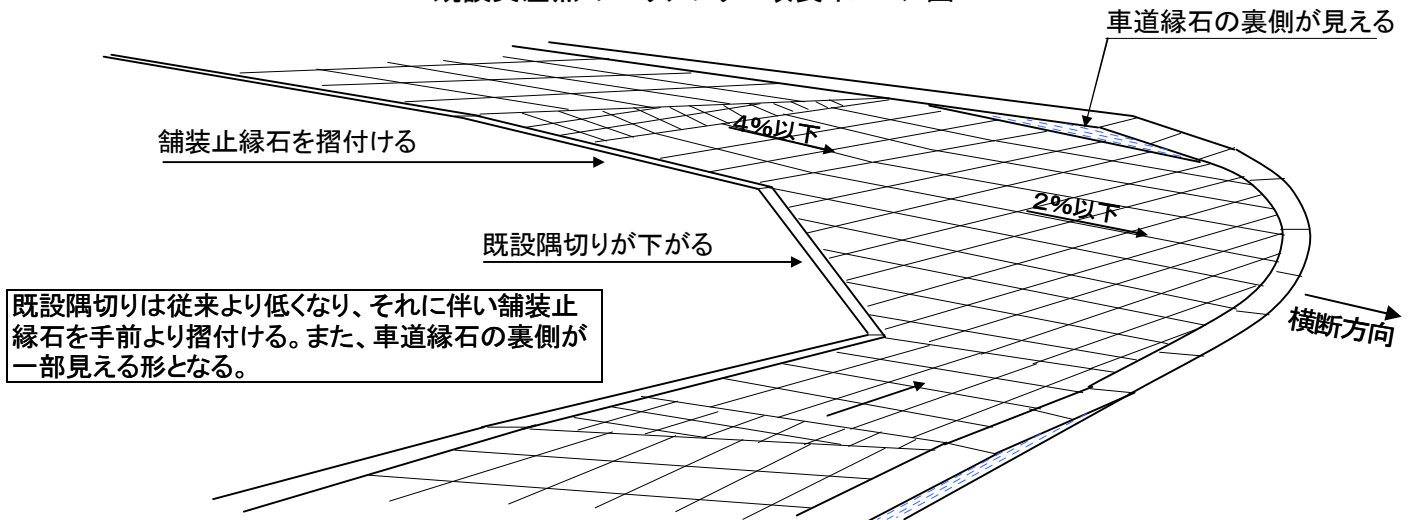 車道縁石の裏側が見える
4%以下
舗装止縁石を摺付ける
2%以下
既設隅切りが下がる
既設隅切りは従来より低くなり、それに伴い舗装止
縁石を手前より摺付ける。また、車道縁石の裏側が
一部見える形となる。
横断方向